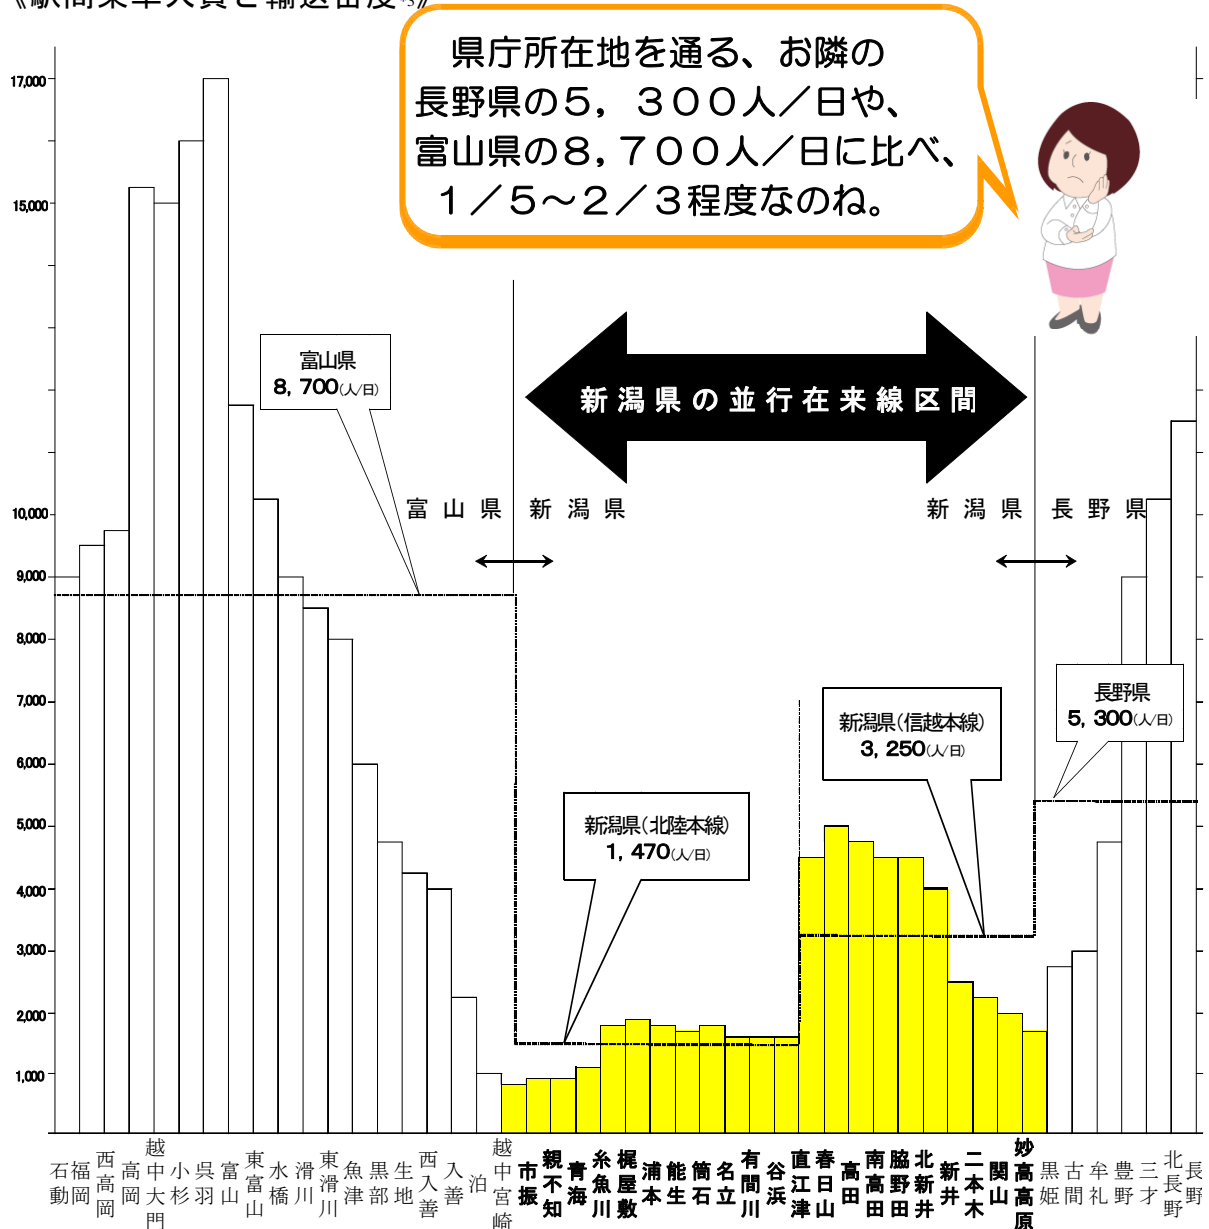 《駅間乗車人員と輸送密度*3》
県庁所在地を通る、お隣の
長野県の５，３００人／日や、
富山県の８，７００人／日に比べ、
１／５～２／３程度なのね。
17,000
15,000
10,000
9,000
8,000
7,000
6,000
5,000
4,000
3,000
2,000
1,000
富山県
8，700(人/日)
新潟県の並行在来線区間
富山県
新潟県
新潟県
長野県
長野県
5，300(人/日)
新潟県(信越本線)
3，250(人/日)
新潟県(北陸本線)
1，470(人/日)
石動
福岡
西高岡
高岡
越中大門
小杉
呉羽
富山
東富山
水橋
滑川
東滑川
魚津
黒部
生地
西入善
入善
泊
越中宮崎
市振
親不知
青海
糸魚川
梶屋敷
浦本
能生
筒石
名立
有間川
谷浜
直江津
春日山
高田
南高田
脇野田
北新井
新井
二本木
関山
妙高高原
黒姫
古間
牟礼
豊野
三才
北長野
長野